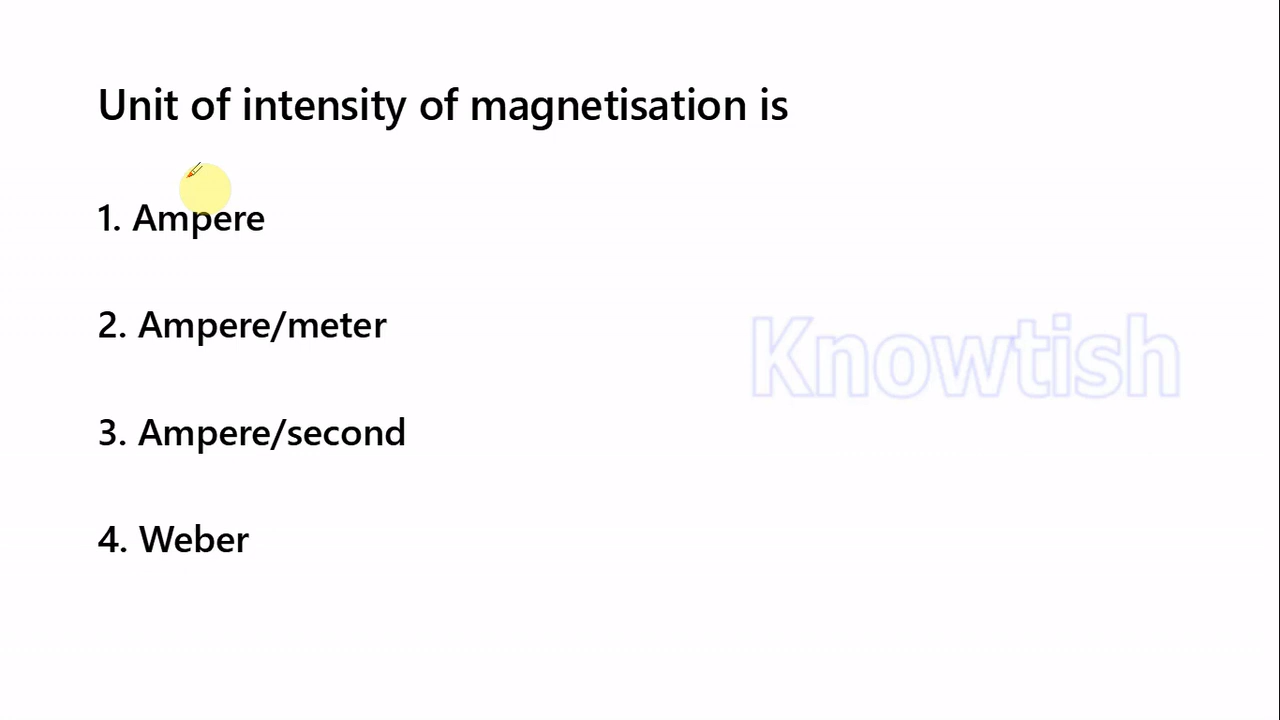 Unit of intensity of magnetisation is
1. Ampere
2. Ampere/meter
Knowtish
3. Ampere/second
4. Weber